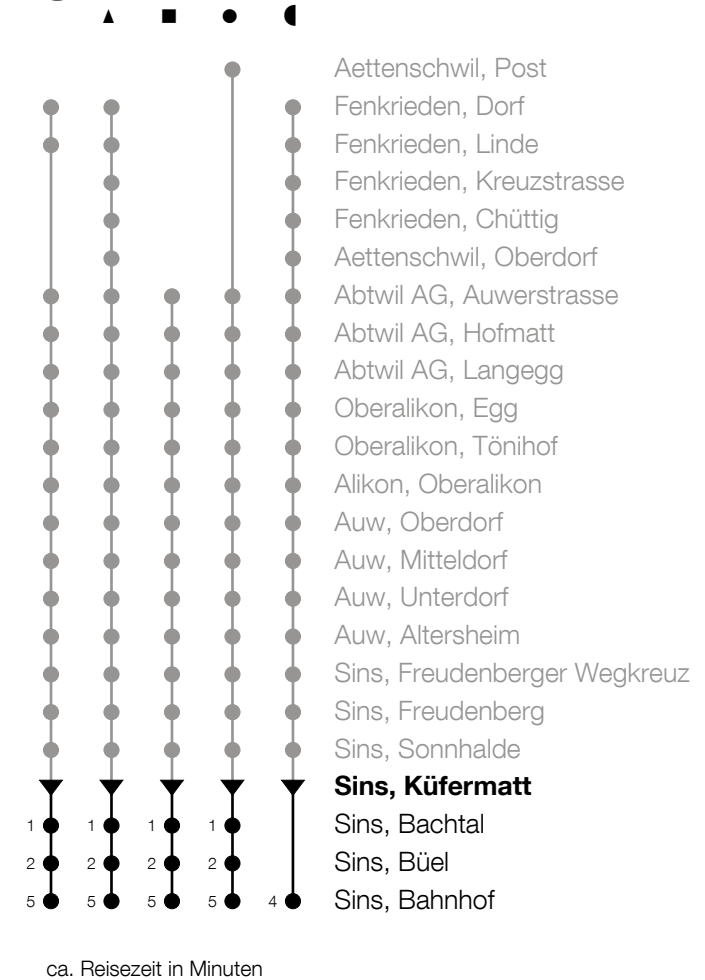 Aettenschwil, Post
Fenkrieden, Dorf
Fenkrieden, Linde
Fenkrieden, Kreuzstrasse
Fenkrieden, Chüttig
Aettenschwil, Oberdorf
Abtwil AG, Auwerstrasse
Abtwil AG, Hofmatt
Abtwil AG, Langegg
Oberalikon, Egg
Oberalikon, Tönihof
Alikon, Oberalikon
Auw, Oberdorf
Auw, Mitteldorf
Auw, Unterdorf
Auw, Altersheim
Sins, Freudenberger Wegkreuz
Sins, Freudenberg
Sins, Sonnhalde
Sins, Küfermatt
1 1 1 1 Sins, Bachtal
2 2 2 2 Sins, Büel
5 5 5 5 4 Sins, Bahnhof
ca. Reisezeit in Minuten